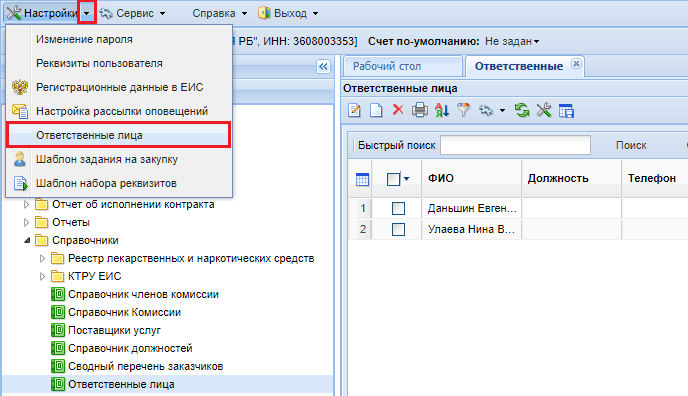 Настройки Сервис Справка Выход
РБ", ИНН: 3608003353] Счет по-умолчанию: Не задан
Изменение пароля
Реквизиты пользователя
Регистрационные данные в ЕИС
Настройка рассылки оповещений
Ответственные лица
Шаблон задания на закупку
Шаблон набора реквизитов
Отчет об исполнении контракта
Отчеты
Справочники
Реестр лекарственных и наркотических средств
КТРУ ЕИС
Справочник членов комиссии
Справочник Комиссии
Поставщики услуг
Справочник должностей
Сводный перечень заказчиков
Ответственные лица
Рабочий стол Ответственные
Ответственные лица
Быстрый поиск Поиск
ФИО Должность Телефон
1 Даньшин Евген...
2 Улаева Нина В...